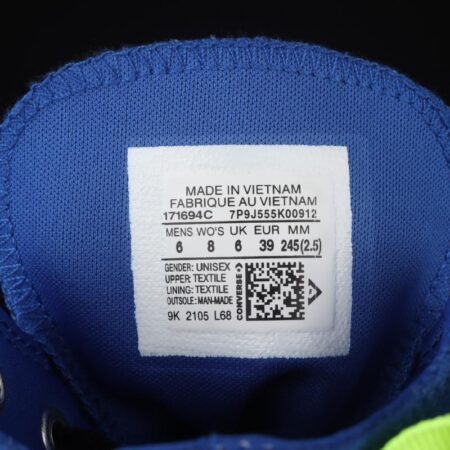 MADE IN VIETNAM
FABRIQUE AU VIETNAM
171694C 7P9J555K00912
MENS WO'S UK EUR MM
6 8 6 39 245(2.5)
GENDER: UNISEX
UPPER: TEXTILE
LINING: TEXTILE
OUTSOLE: MAN-MADE
9K 2105 L68
CONVERSE